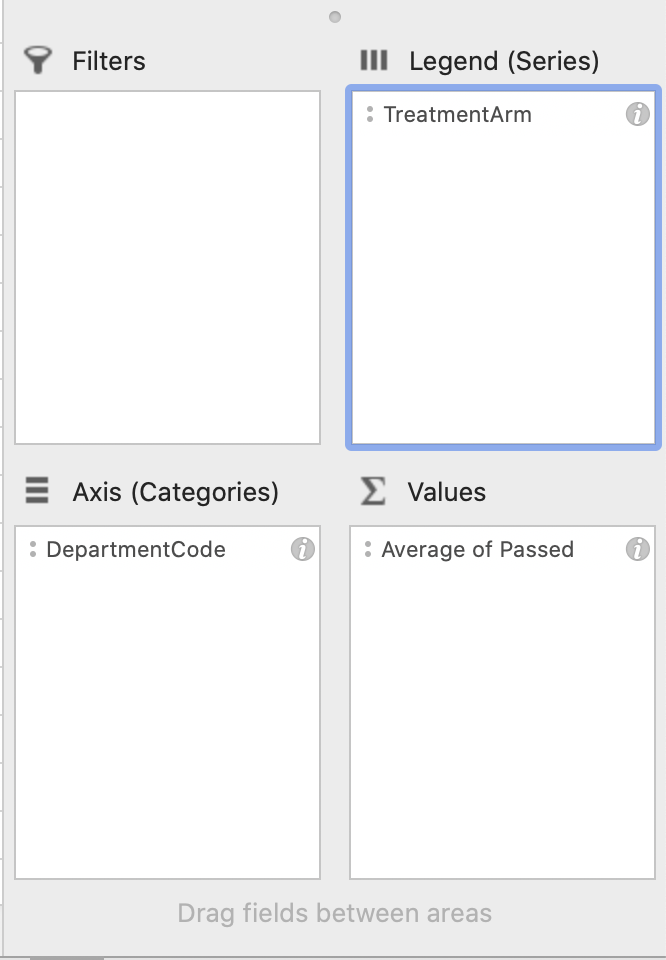 Filters
Legend (Series)
TreatmentArm
Axis (Categories)
Values
DepartmentCode
Average of Passed
Drag fields between areas